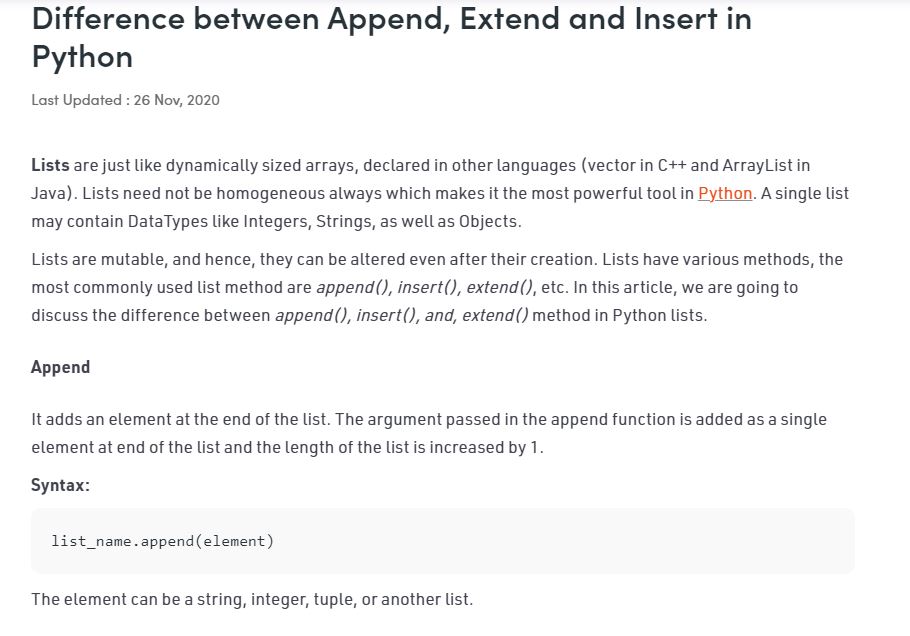 Difference between Append, Extend and Insert in
Python
Last Updated : 26 Nov, 2020
Lists are just like dynamically sized arrays, declared in other languages (vector in C++ and ArrayList in
Java). Lists need not be homogeneous always which makes it the most powerful tool in Python. A single list
may contain DataTypes like Integers, Strings, as well as Objects.
Lists are mutable, and hence, they can be altered even after their creation. Lists have various methods, the
most commonly used list method are append(), insert(), extend(), etc. In this article, we are going to
discuss the difference between append(), insert(), and, extend() method in Python lists.
Append
It adds an element at the end of the list. The argument passed in the append function is added as a single
element at end of the list and the length of the list is increased by 1.
Syntax:
list_name.append(element)
The element can be a string, integer, tuple, or another list.